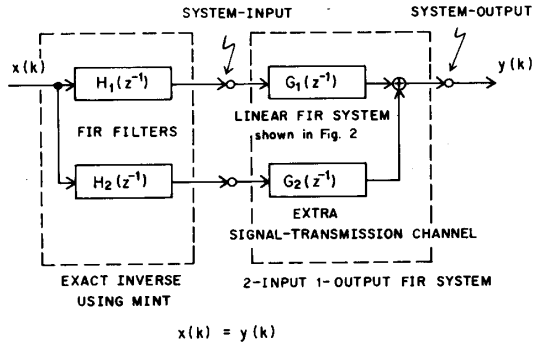 SYSTEM-INPUT
SYSTEM-OUTPUT
x(k)
H₁(z⁻¹)
G₁(z⁻¹)
y(k)
FIR FILTERS
LINEAR FIR SYSTEM
shown in Fig. 2
H₂(z⁻¹)
G₂(z⁻¹)
EXTRA
SIGNAL-TRANSMISSION CHANNEL
EXACT INVERSE
USING MINT
2-INPUT 1-OUTPUT FIR SYSTEM
x(k) = y(k)